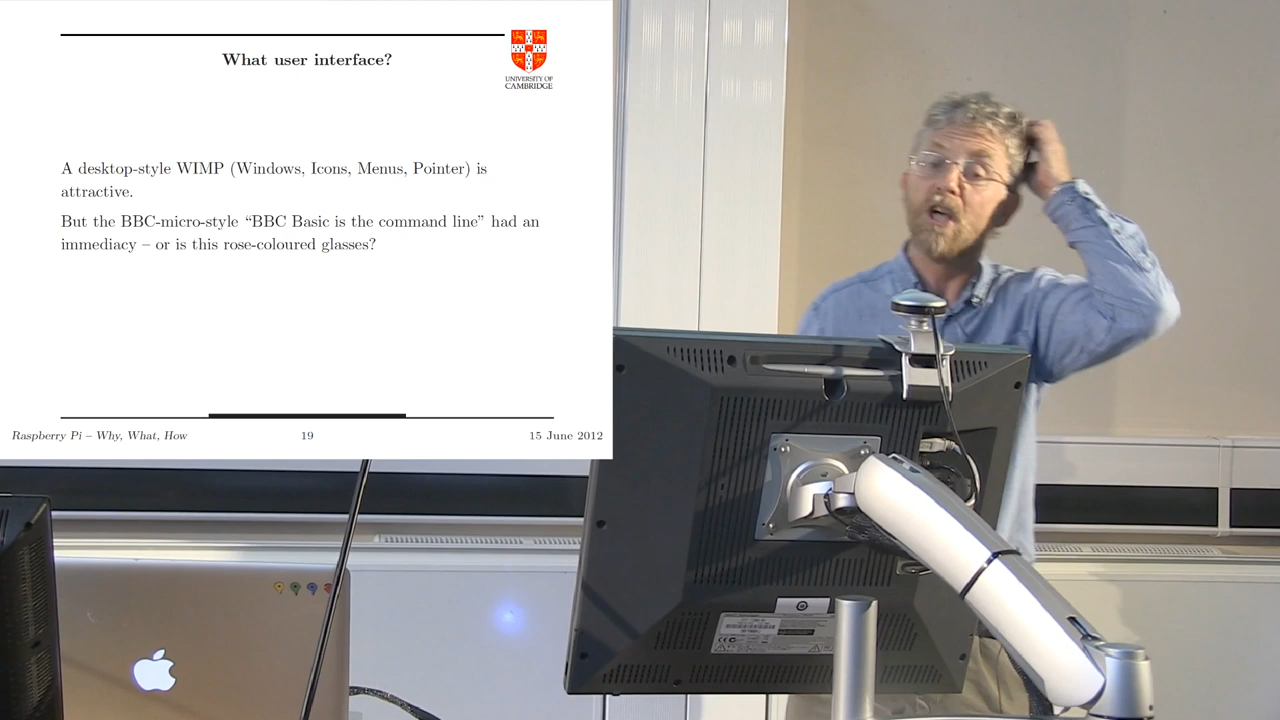 What user interface?
UNIVERSITY OF
CAMBRIDGE
A desktop-style WIMP (Windows, Icons, Menus, Pointer) is
attractive.
But the BBC-micro-style “BBC Basic is the command line” had an
immediacy – or is this rose-coloured glasses?
Raspberry Pi – Why, What, How
19
15 June 2012